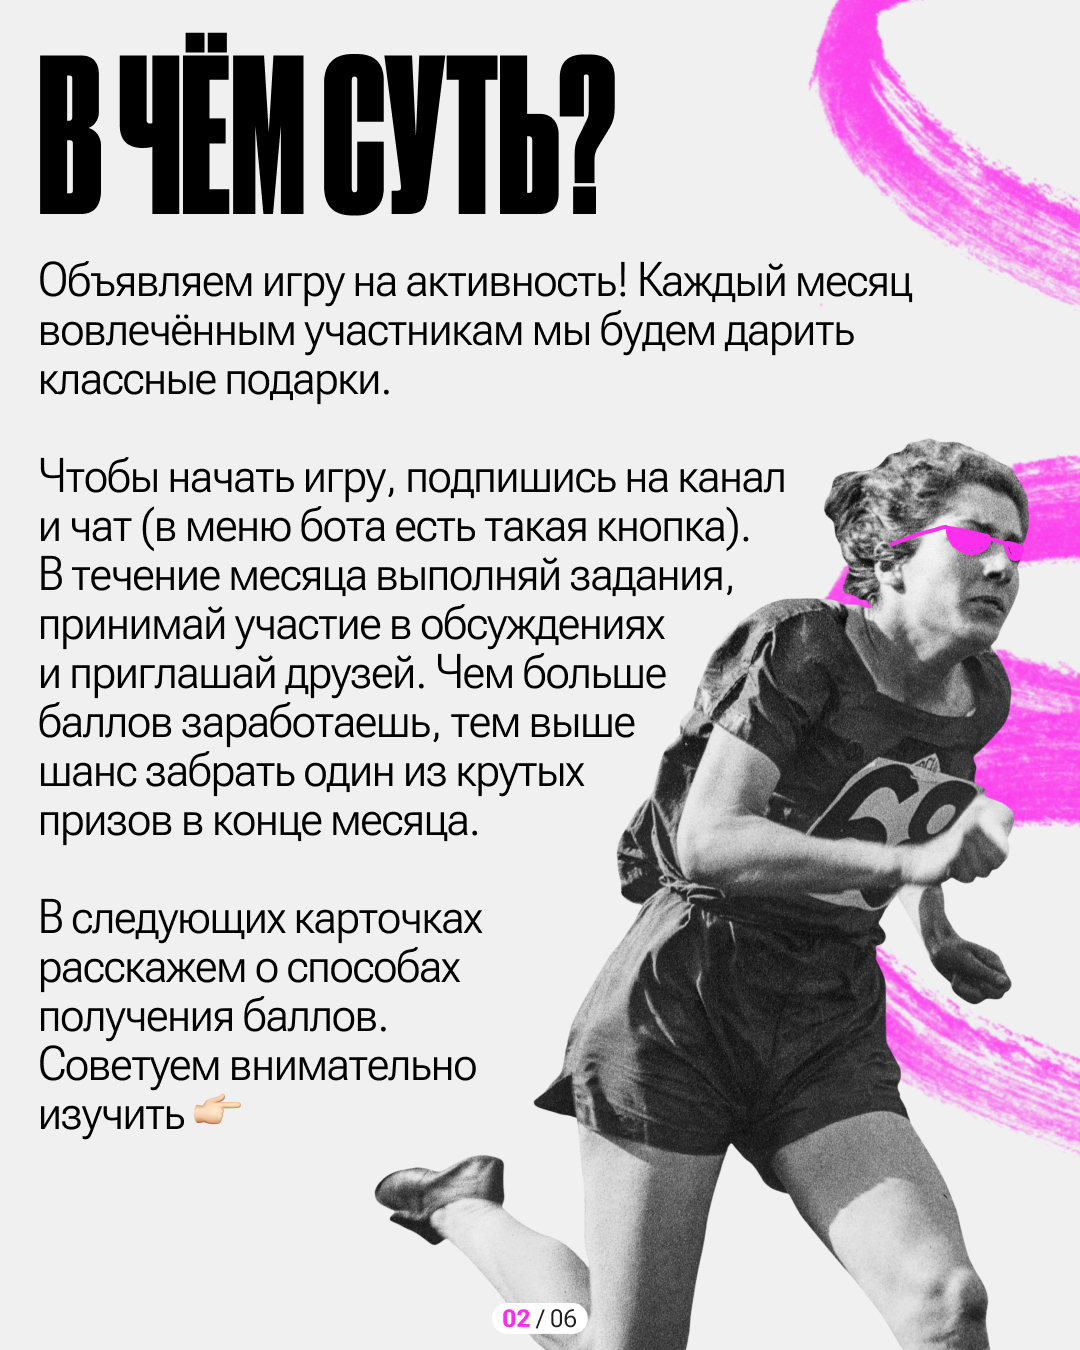 В ЧЁМ СУТЬ?
Объявляем игру на активность! Каждый месяц
вовлечённым участникам мы будем дарить
классные подарки.
Чтобы начать игру, подпишись на канал
и чат (в меню бота есть такая кнопка).
В течение месяца выполняй задания,
принимай участие в обсуждениях
и приглашай друзей. Чем больше
баллов заработаешь, тем выше
шанс забрать один из крутых
призов в конце месяца.
В следующих карточках
расскажем о способах
получения баллов.
Советуем внимательно
изучить 👉🏻
02 / 06